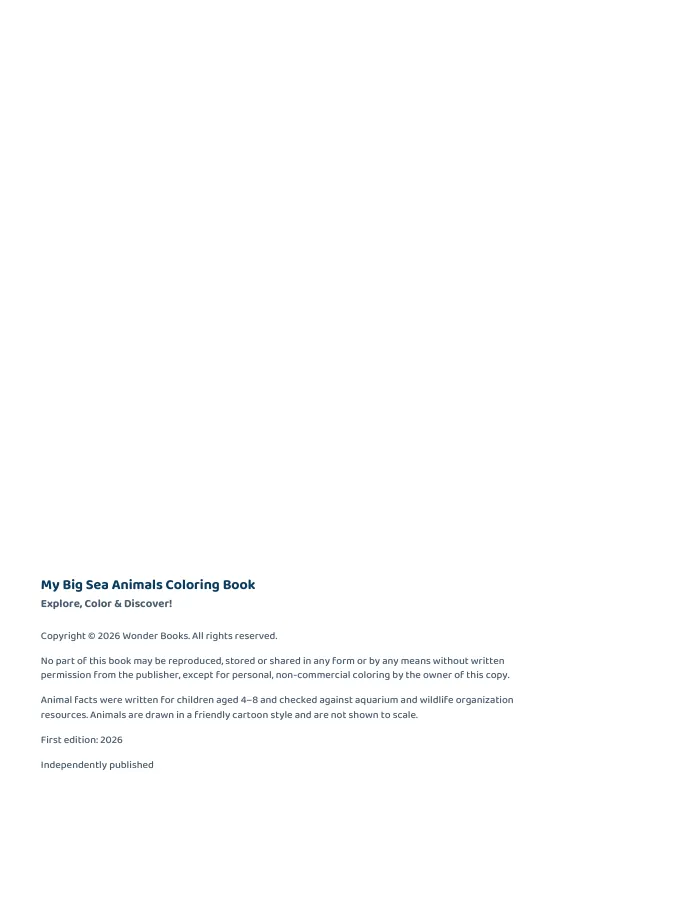 My Big Sea Animals Coloring Book
Explore, Color & Discover!
Copyright © 2026 Wonder Books. All rights reserved.
No part of this book may be reproduced, stored or shared in any form or by any means without written
permission from the publisher, except for personal, non-commercial coloring by the owner of this copy.
Animal facts were written for children aged 4–8 and checked against aquarium and wildlife organization
resources. Animals are drawn in a friendly cartoon style and are not shown to scale.
First edition: 2026
Independently published